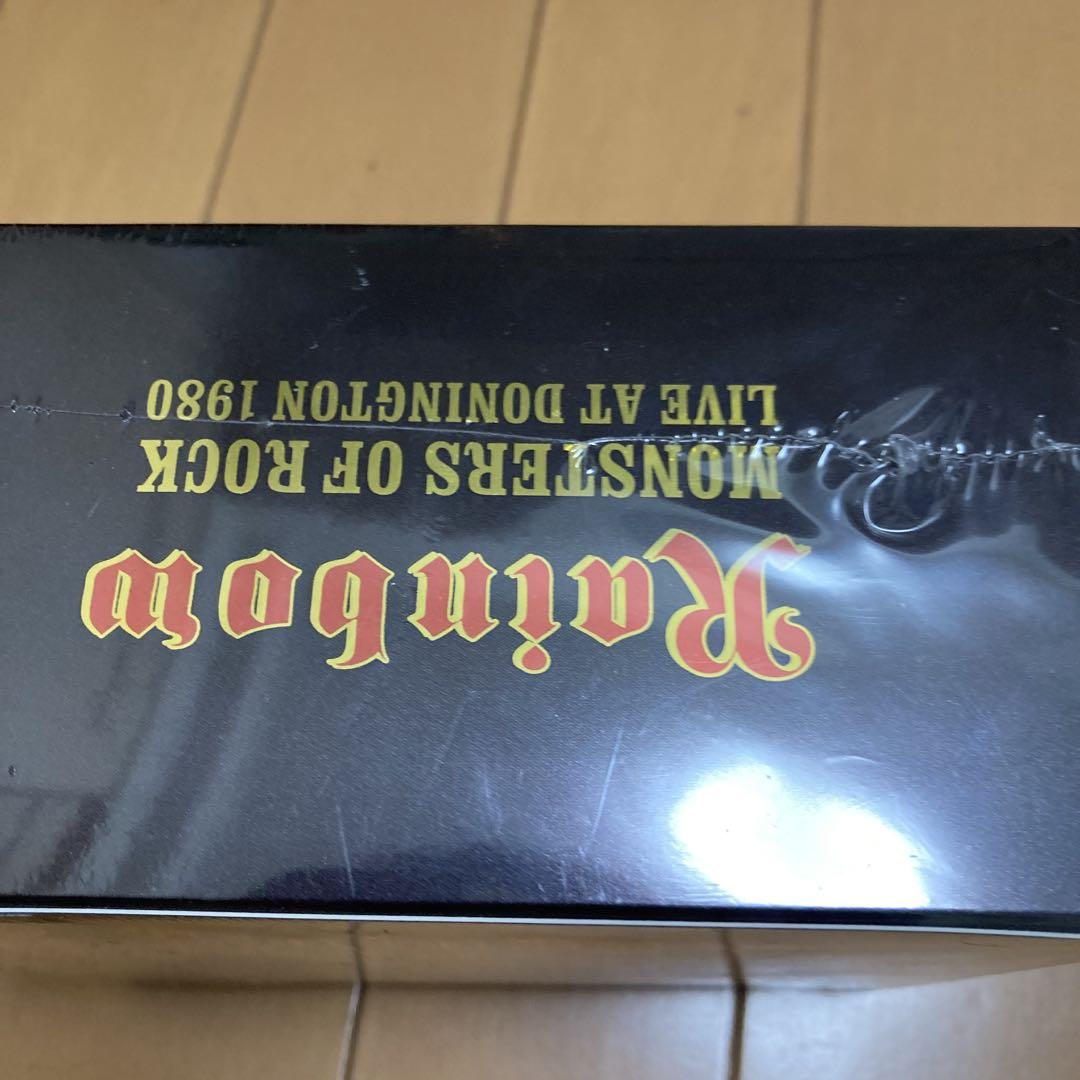 Rainbow
MONSTERS OF ROCK
LIVE AT DONINGTON 1980